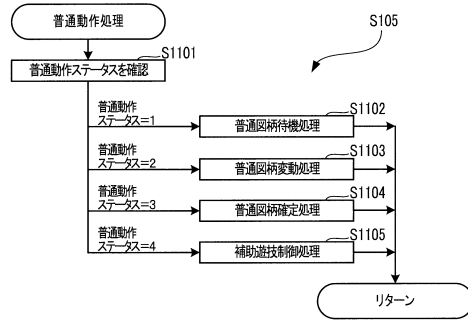 普通動作処理
S105
S1101
普通動作ステータスを確認
普通動作
ステータス=1
S1102
普通図柄待機処理
普通動作
ステータス=2
S1103
普通図柄変動処理
普通動作
ステータス=3
S1104
普通図柄確定処理
普通動作
ステータス=4
S1105
補助遊技制御処理
リターン